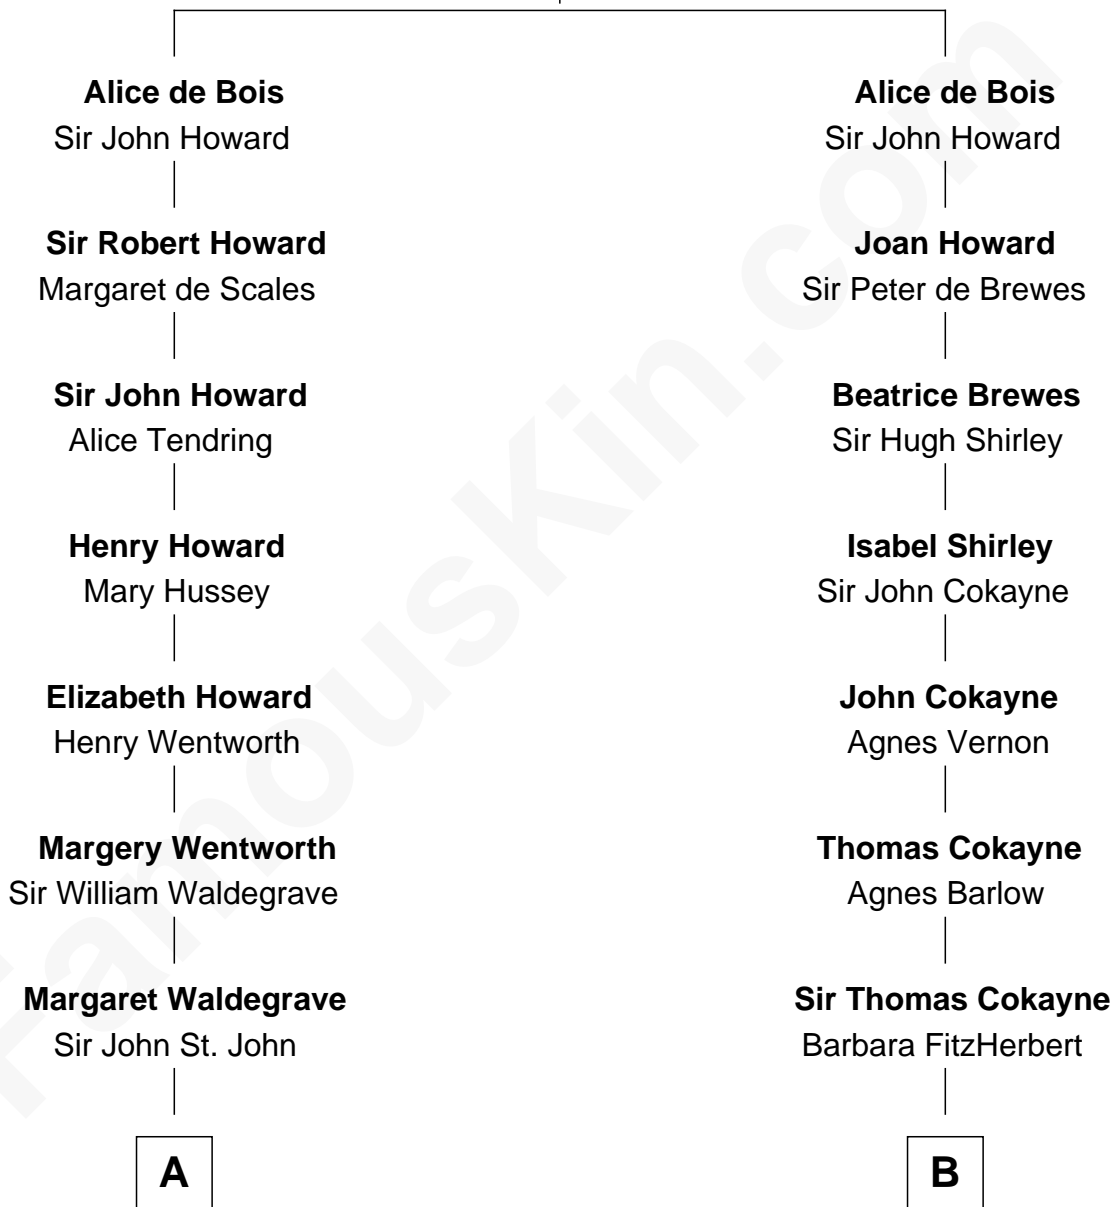 Alice de Bois
Sir John Howard
Sir Robert Howard
Margaret de Scales
Sir John Howard
Alice Tendring
Henry Howard
Mary Hussey
Elizabeth Howard
Henry Wentworth
Margery Wentworth
Sir William Waldegrave
Margaret Waldegrave
Sir John St. John
A
Alice de Bois
Sir John Howard
Joan Howard
Sir Peter de Brewes
Beatrice Brewes
Sir Hugh Shirley
Isabel Shirley
Sir John Cokayne
John Cokayne
Agnes Vernon
Thomas Cokayne
Agnes Barlow
Sir Thomas Cokayne
Barbara FitzHerbert
B
FamousKin.com